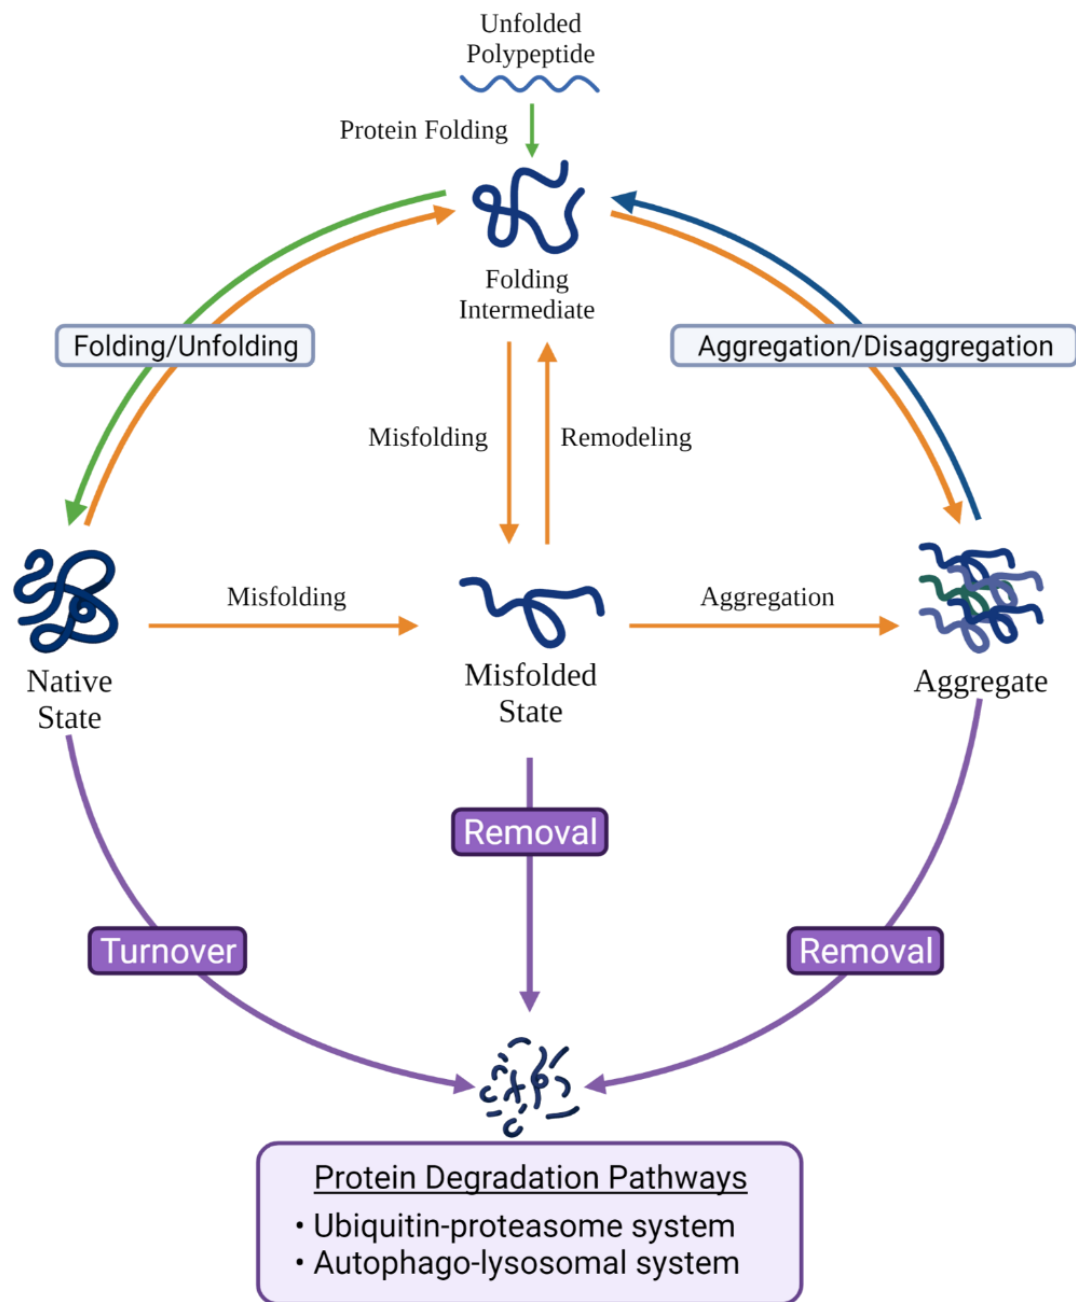 Unfolded
Polypeptide
Protein Folding
Folding
Intermediate
Folding/Unfolding
Aggregation/Disaggregation
Misfolding
Remodeling
Misfolding
Aggregation
Native
State
Misfolded
State
Aggregate
Removal
Turnover
Removal
Protein Degradation Pathways
• Ubiquitin-proteasome system
• Autophago-lysosomal system